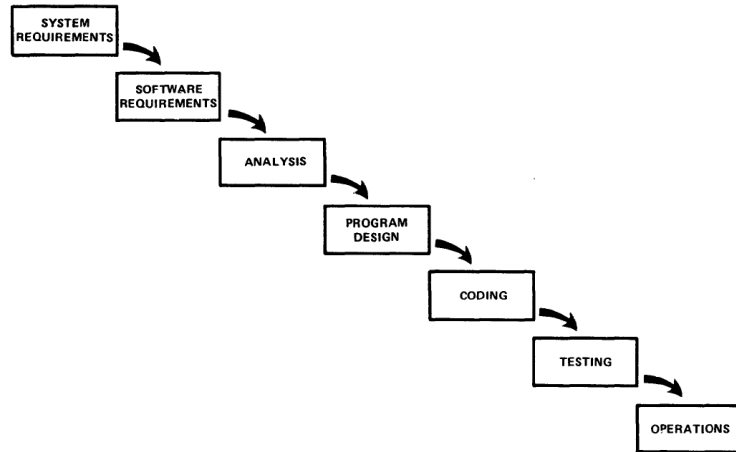 SYSTEM
REQUIREMENTS
SOFTWARE
REQUIREMENTS
ANALYSIS
PROGRAM
DESIGN
CODING
TESTING
OPERATIONS